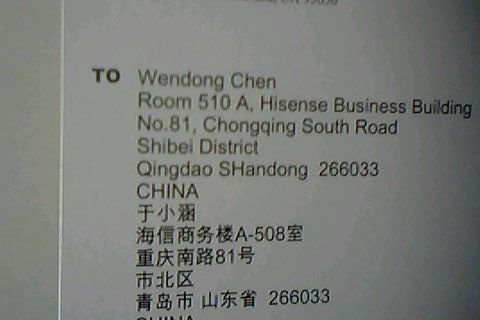 TO Wendong Chen
Room 510 A, Hisense Business Building
No.81, Chongqing South Road
Shibei District
Qingdao SHandong 266033
CHINA
于小涵
海信商务楼A-508室
重庆南路81号
市北区
青岛市 山东省 266033
CHINA